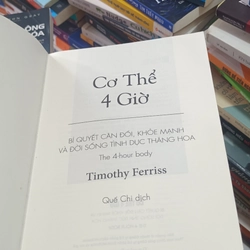 Cơ Thể
4 Giờ
BÍ QUYẾT CÂN ĐỐI, KHỎE MẠNH
VÀ ĐỜI SỐNG TÌNH DỤC THĂNG HOA
The 4 hour body
Timothy Ferriss
Quế Chi dịch